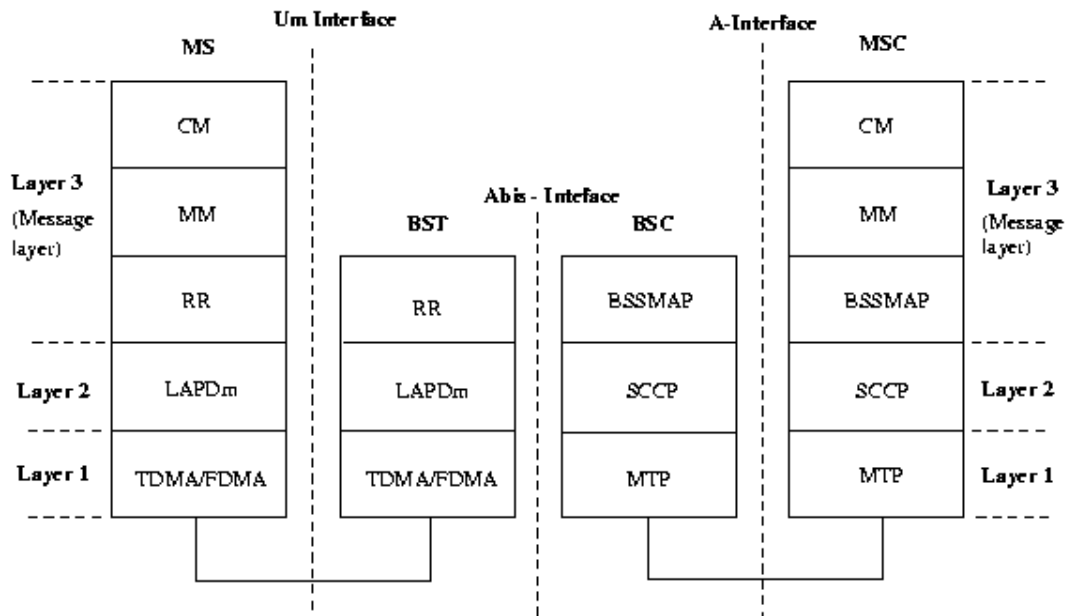 Um Interface
A-Interface
MS
MSC
CM
CM
Layer 3
(Message
layer)
Layer 3
(Message
layer)
MM
MM
Abis - Inteface
BST
BSC
RR
RR
BSSMAP
BSSMAP
Layer 2
LAPDm
LAPDm
SCCP
SCCP
Layer 2
Layer 1
TDMA/FDMA
TDMA/FDMA
MTP
MTP
Layer 1